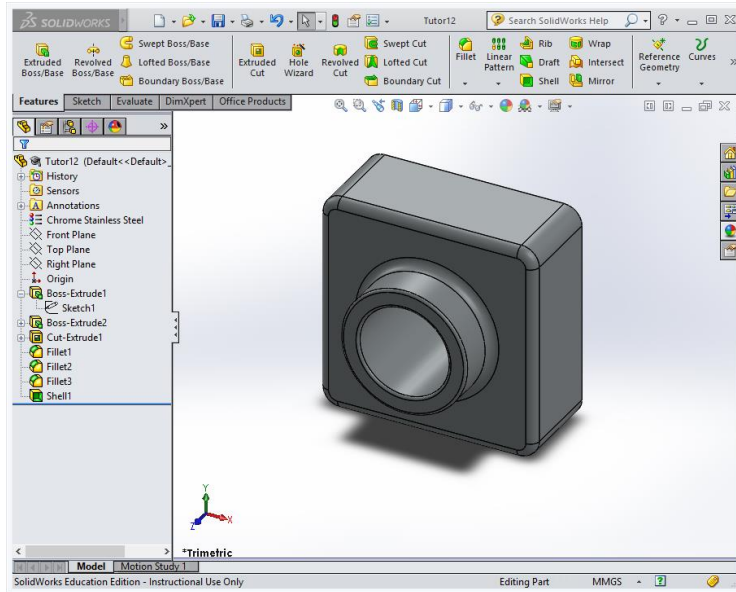 SOLIDWORKS
Tutor12
Search SolidWorks Help
Extruded Boss/Base
Revolved Boss/Base
Swept Boss/Base
Lofted Boss/Base
Boundary Boss/Base
Extruded Cut
Hole Wizard
Revolved Cut
Swept Cut
Lofted Cut
Boundary Cut
Fillet
Linear Pattern
Rib
Draft
Shell
Wrap
Intersect
Mirror
Reference Geometry
Curves
Features
Sketch
Evaluate
DimXpert
Office Products
Tutor12 (Default<<Default>_
History
Sensors
Annotations
Chrome Stainless Steel
Front Plane
Top Plane
Right Plane
Origin
Boss-Extrude1
Sketch1
Boss-Extrude2
Cut-Extrude1
Fillet1
Fillet2
Fillet3
Shell1
Y
X
Z
*Trimetric
Model
Motion Study 1
SolidWorks Education Edition - Instructional Use Only
Editing Part
MMGS